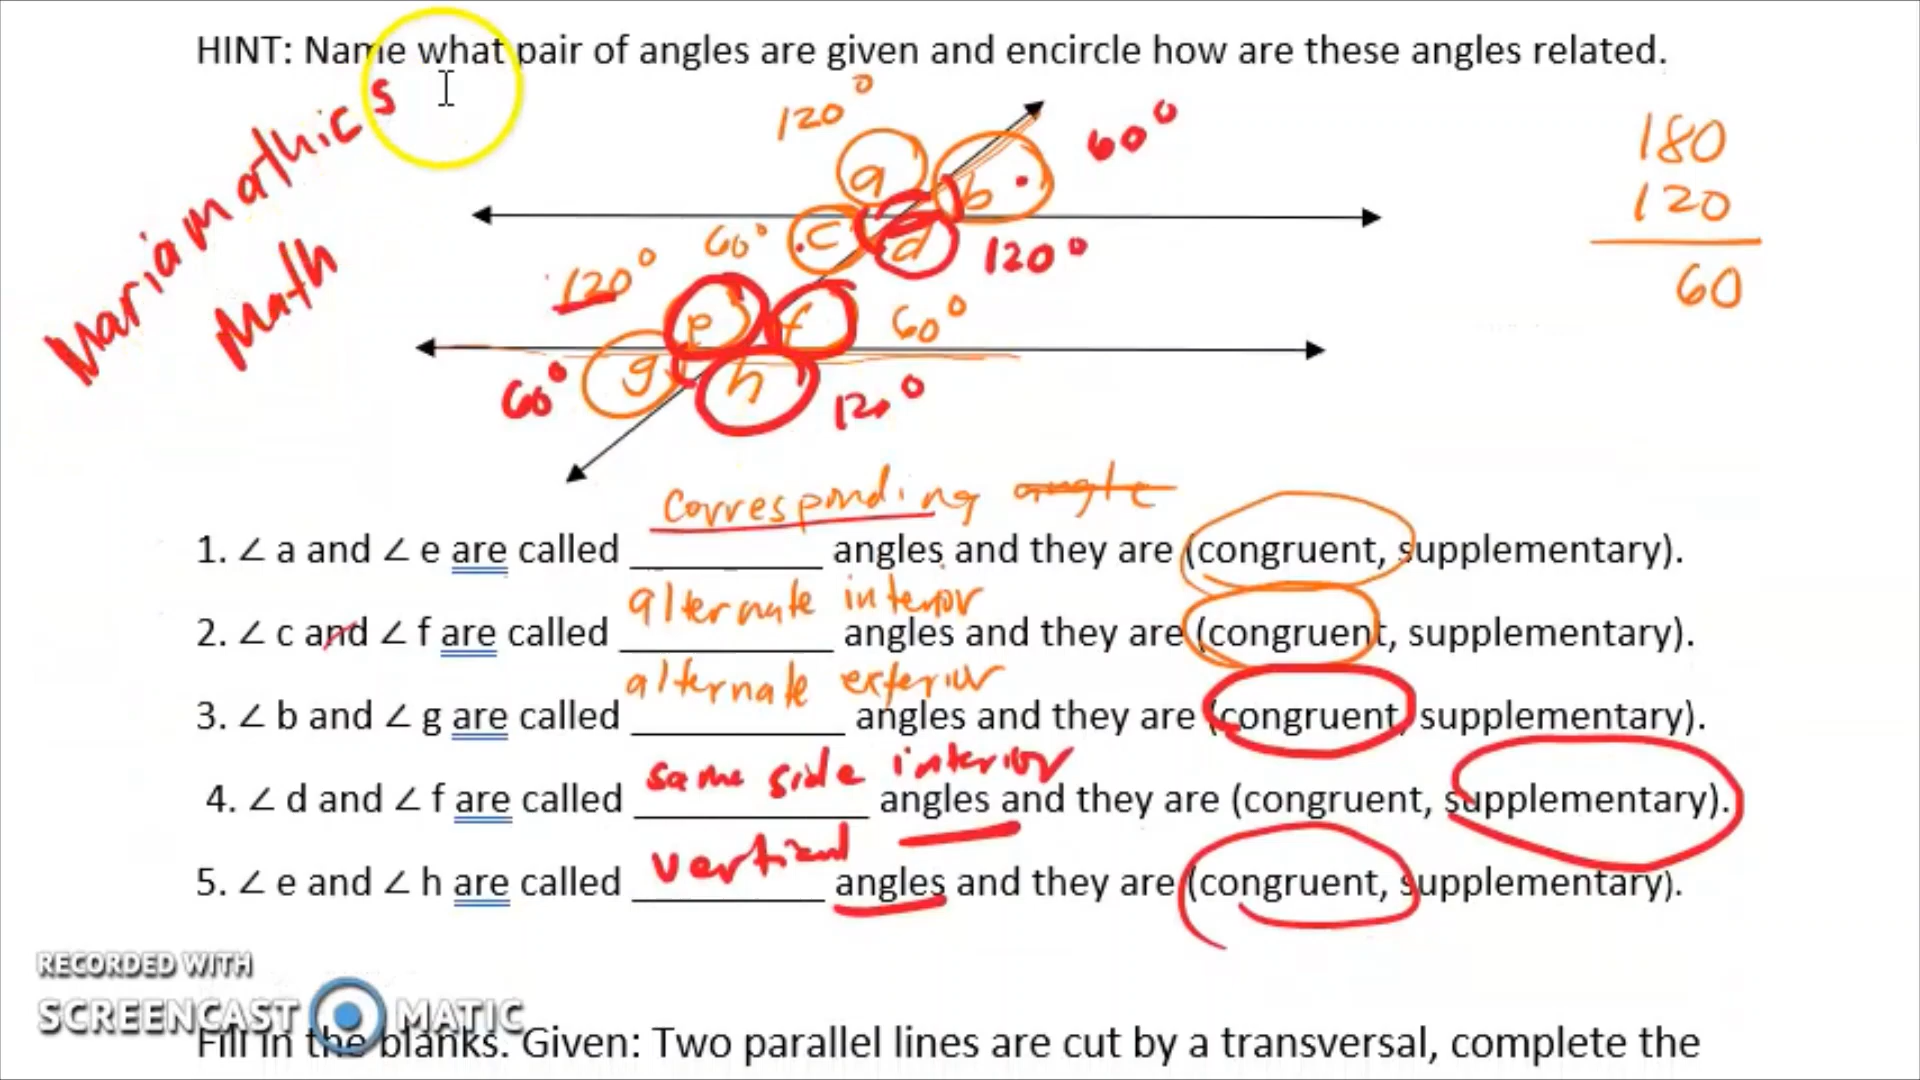 HINT: Name what pair of angles are given and encircle how are these angles related.
Mariamathics
Math
120°
60°
a
b
c
d
60°
120°
120°
e
f
60°
g
h
60°
120°
180
120
60
corresponding angle
1. ∠ a and ∠ e are called __________ angles and they are (congruent, supplementary).
alternate interior
2. ∠ c and ∠ f are called ___________ angles and they are (congruent, supplementary).
alternate exterior
3. ∠ b and ∠ g are called ___________ angles and they are (congruent, supplementary).
same side interior
4. ∠ d and ∠ f are called ____________ angles and they are (congruent, supplementary).
vertical
5. ∠ e and ∠ h are called __________ angles and they are (congruent, supplementary).
RECORDED WITH
SCREENCAST MATIC
Fill in the blanks. Given: Two parallel lines are cut by a transversal, complete the